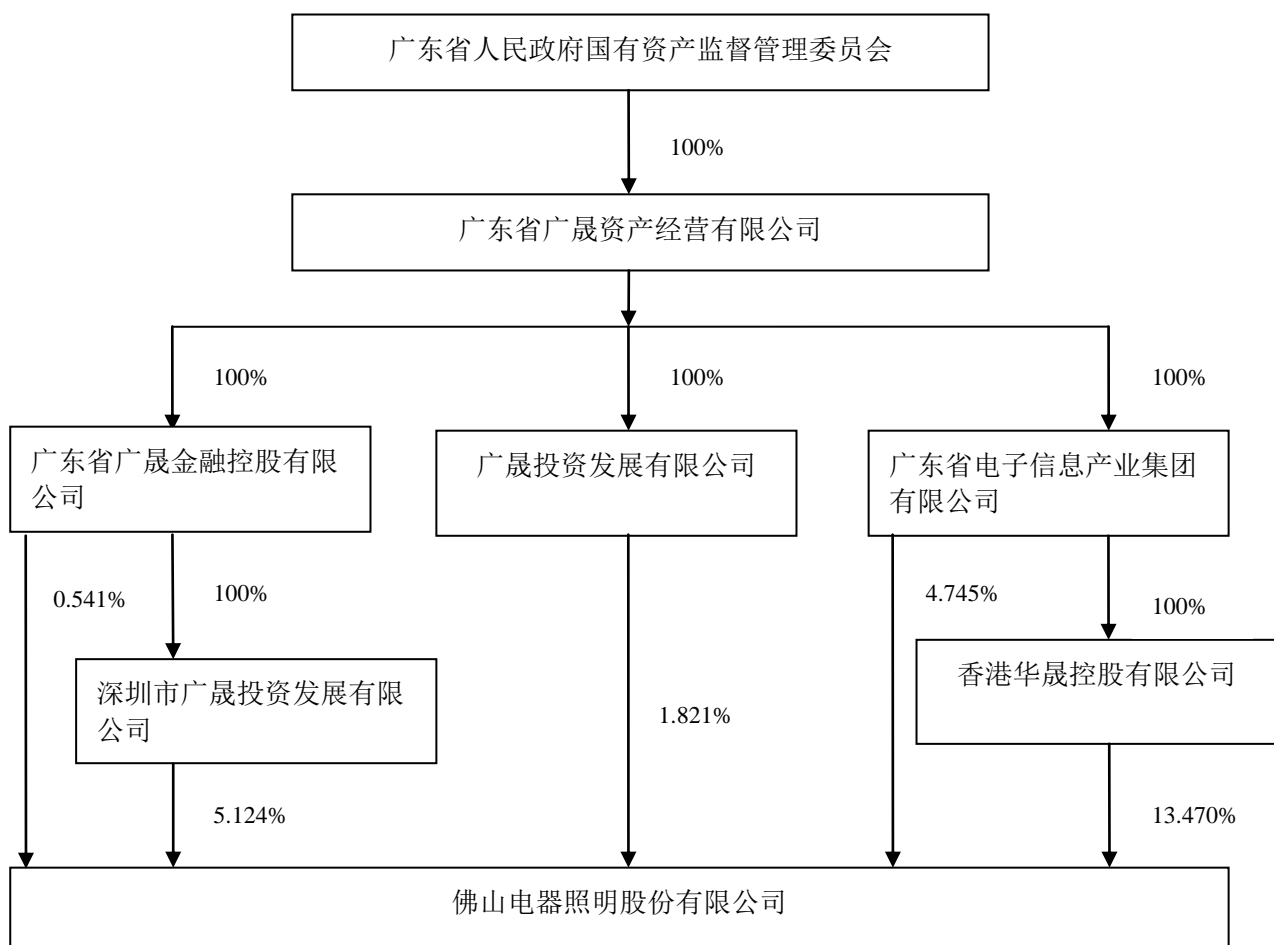 广东省人民政府国有资产监督管理委员会
100%
广东省广晟资产经营有限公司
100%
100%
100%
广东省广晟金融控股有限
公司
广晟投资发展有限公司
广东省电子信息产业集团
有限公司
0.541%
100%
4.745%
100%
深圳市广晟投资发展有限
公司
香港华晟控股有限公司
1.821%
5.124%
13.470%
佛山电器照明股份有限公司